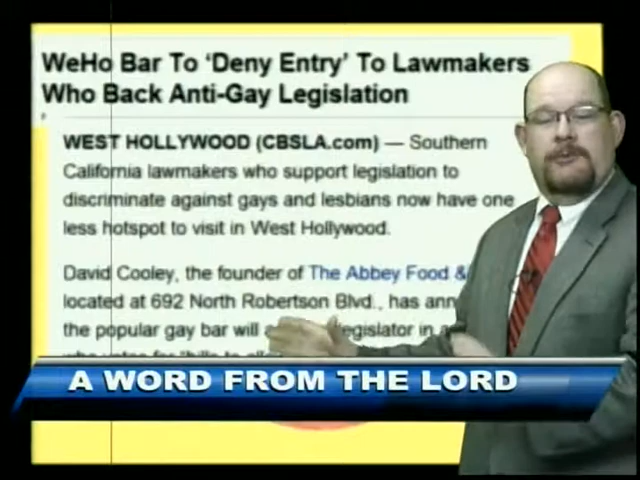 WeHo Bar To 'Deny Entry' To Lawmakers
Who Back Anti-Gay Legislation
WEST HOLLYWOOD (CBSLA.com) — Southern
California lawmakers who support legislation to
discriminate against gays and lesbians now have one
less hotspot to visit in West Hollywood.
David Cooley, the founder of The Abbey Food &
located at 692 North Robertson Blvd., has ann
the popular gay bar will a legislator in a
A WORD FROM THE LORD